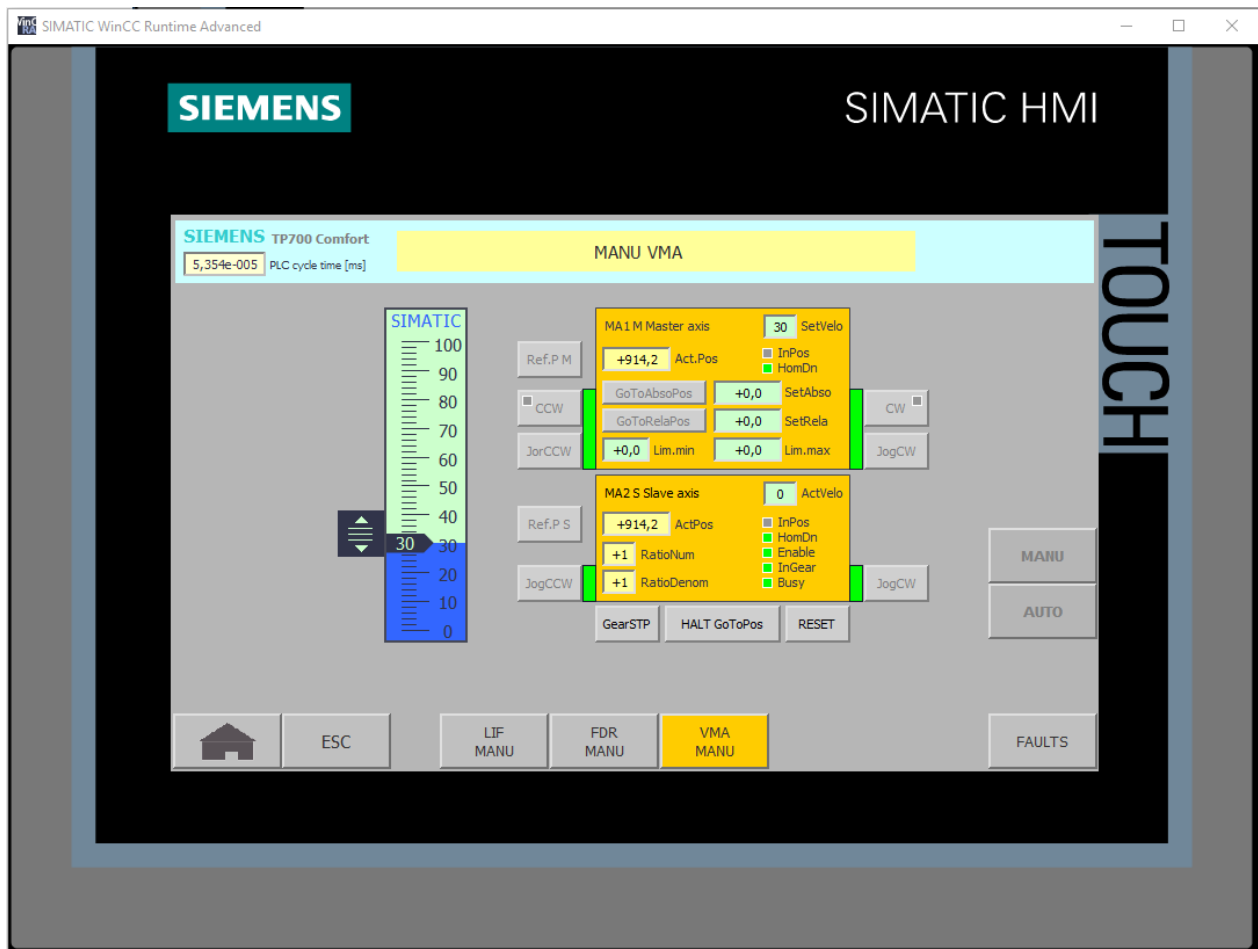 SIMATIC WinCC Runtime Advanced
SIEMENS
SIMATIC HMI
TOUCH
SIEMENS TP700 Comfort
5,354e-005 PLC cycle time [ms]
MANU VMA
SIMATIC
100
90
80
70
60
50
40
30
30
20
10
0
Ref.P M
CCW
JorCCW
MA1 M Master axis 30 SetVelo
+914,2 Act.Pos InPos
HomDn
GoToAbsoPos +0,0 SetAbso
GoToRelaPos +0,0 SetRela
+0,0 Lim.min +0,0 Lim.max
CW
JogCW
Ref.P S
JogCCW
MA2 S Slave axis 0 ActVelo
+914,2 ActPos InPos
HomDn
+1 RatioNum Enable
InGear
+1 RatioDenom Busy
JogCW
GearSTP HALT GoToPos RESET
MANU
AUTO
ESC
LIF
MANU
FDR
MANU
VMA
MANU
FAULTS